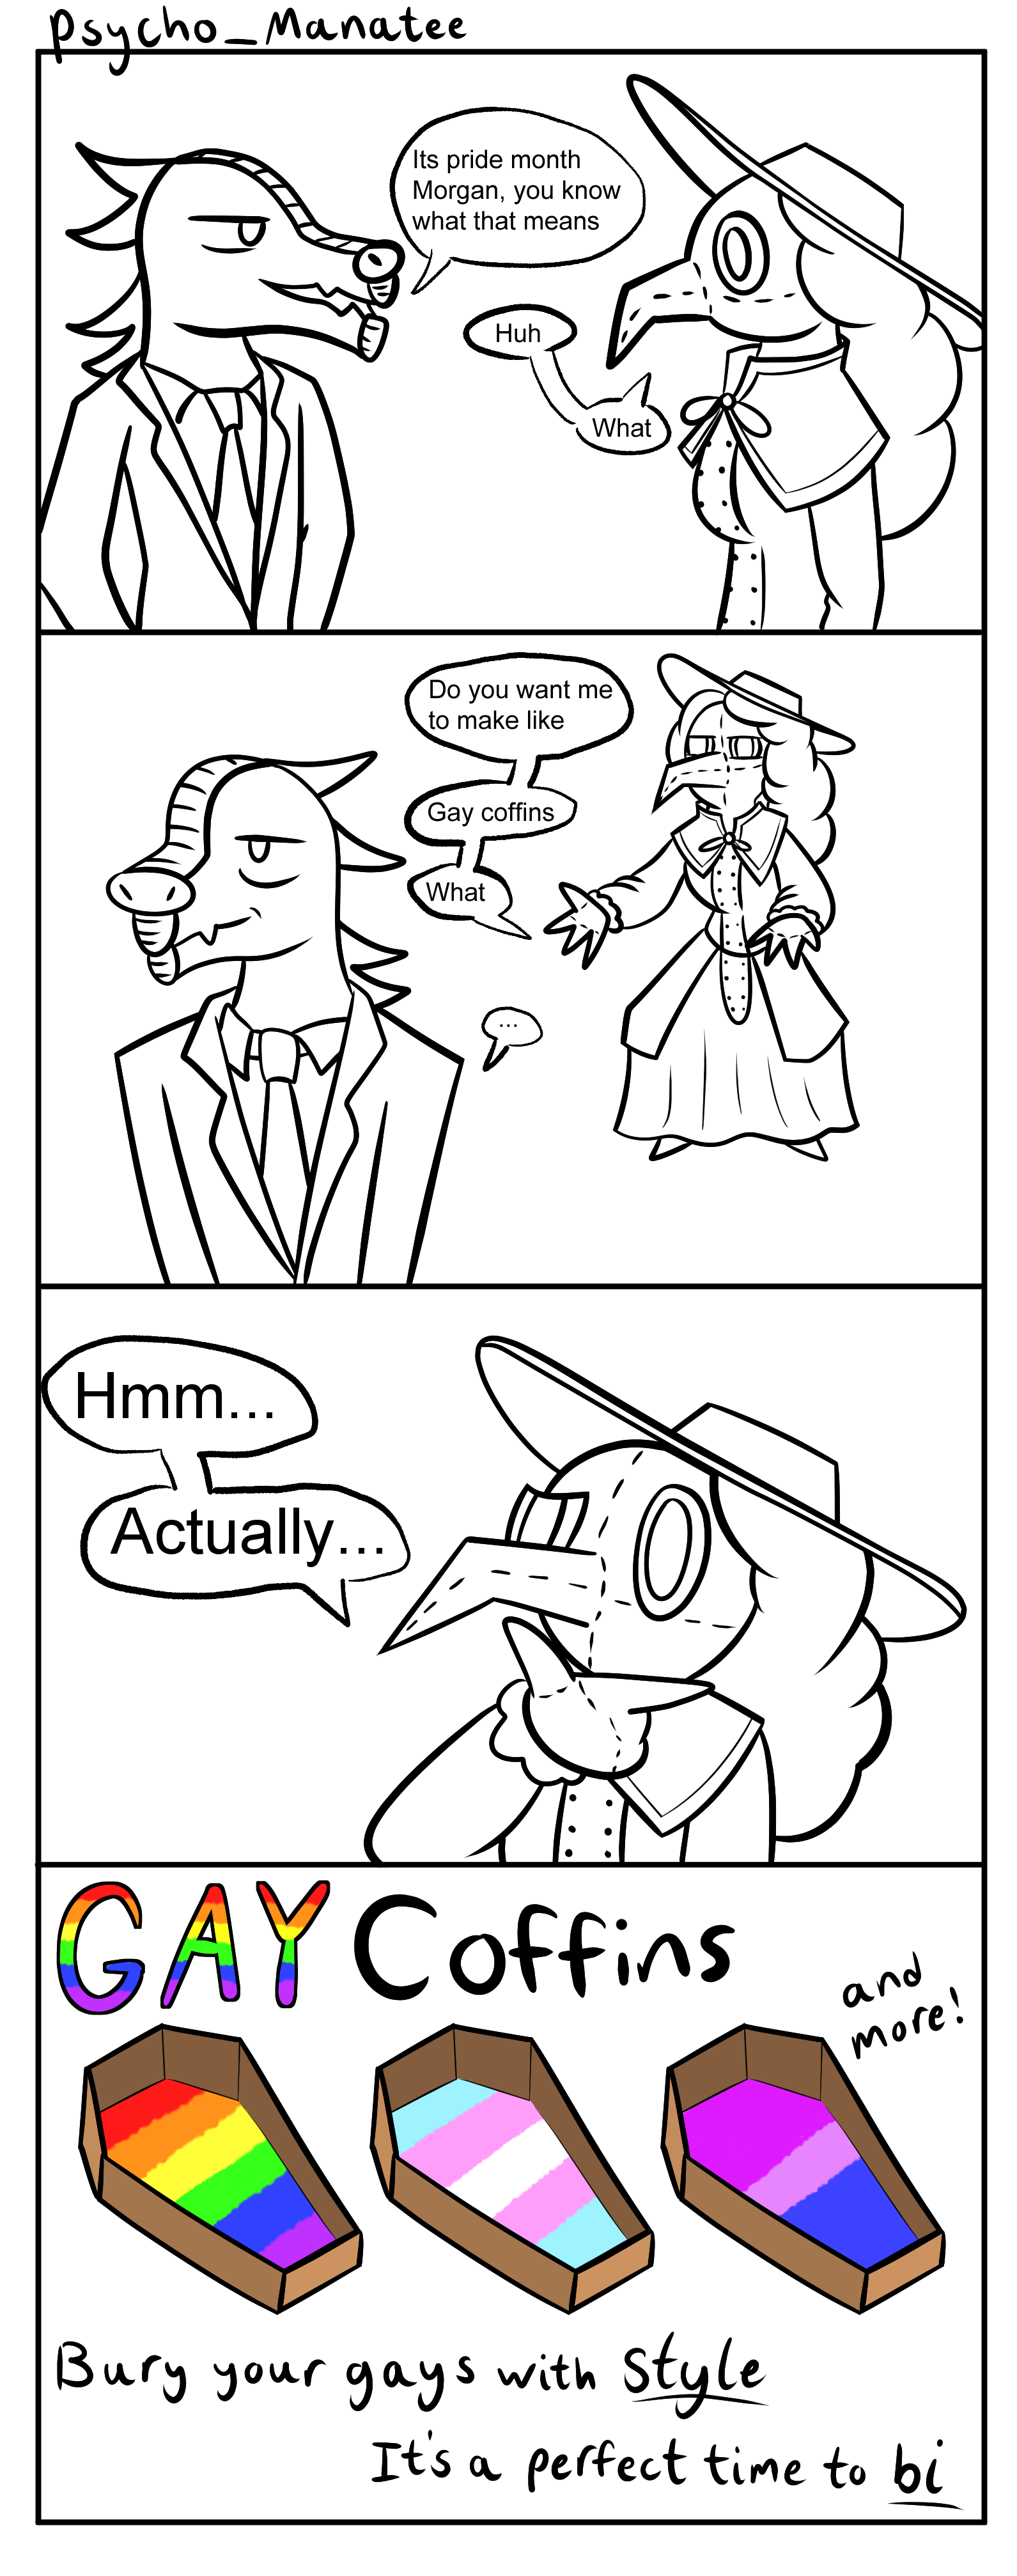 Psycho_Manatee
Its pride month
Morgan, you know
what that means
Huh
What
Do you want me
to make like
Gay coffins
What
...
Hmm...
Actually...
GAY Coffins
and
more!
Bury your gays with style
It's a perfect time to bi